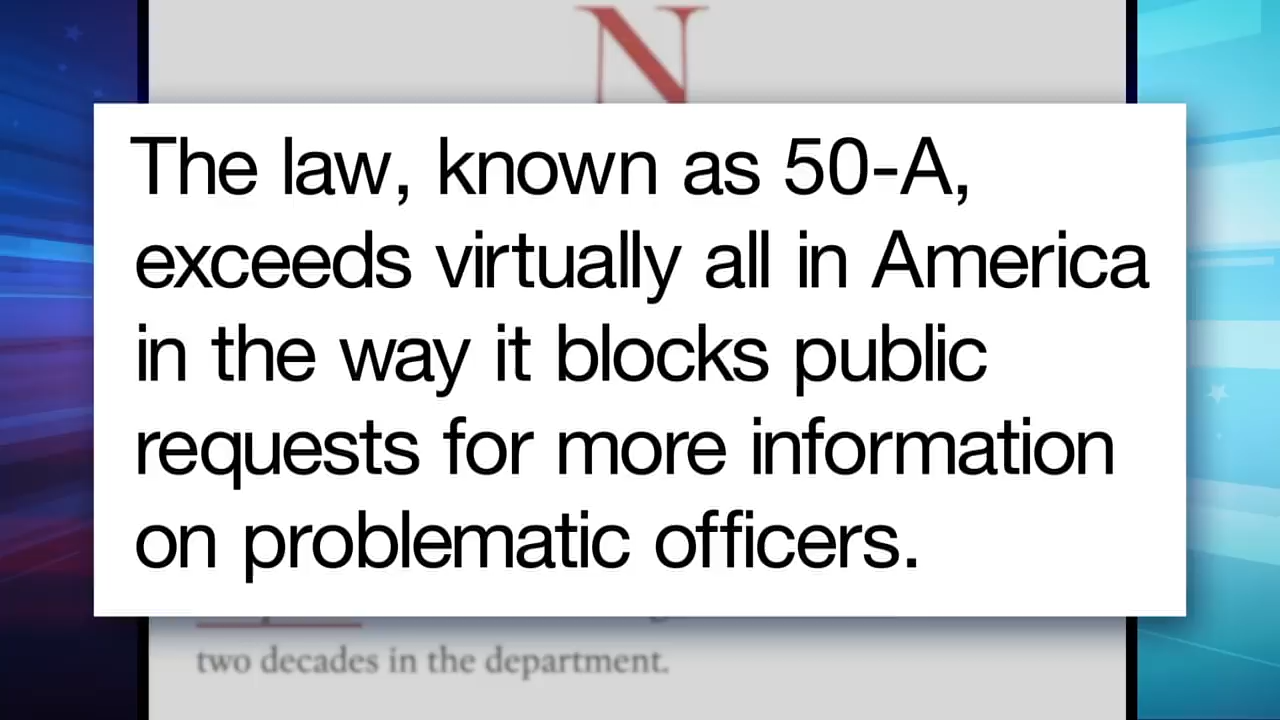 N
The law, known as 50-A,
exceeds virtually all in America
in the way it blocks public
requests for more information
on problematic officers.
two decades in the department.